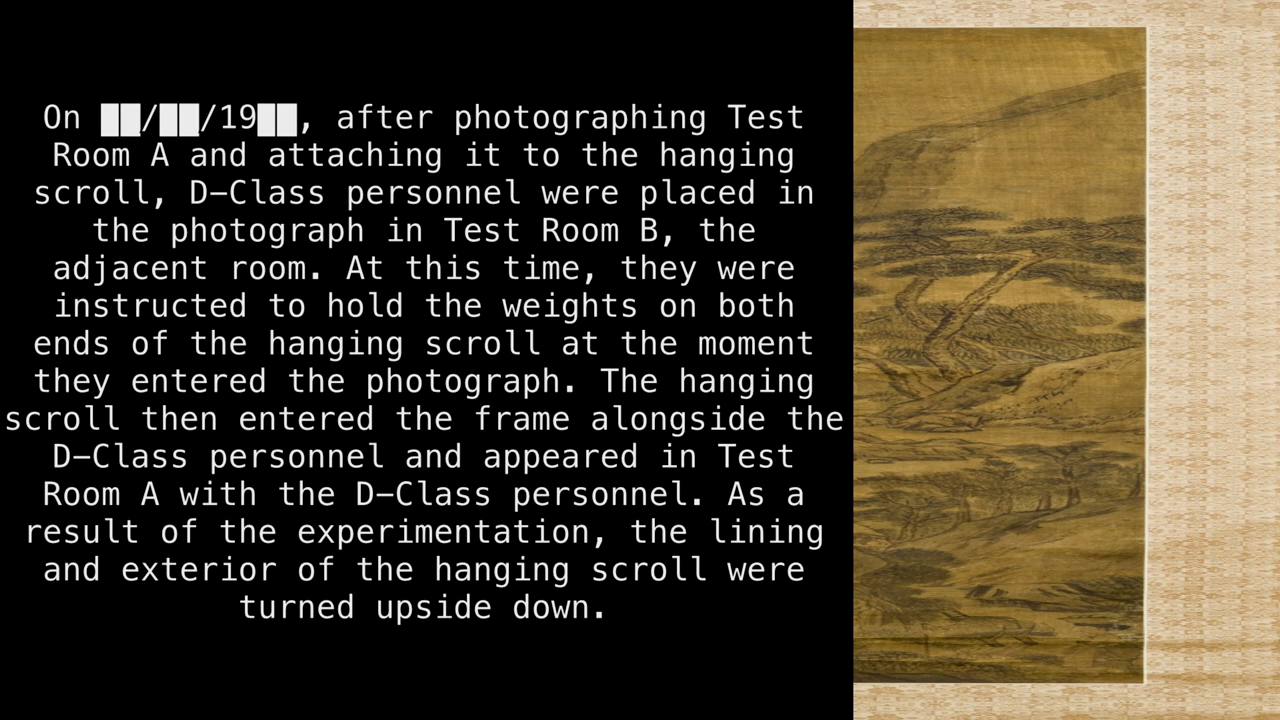 On ██/██/19██, after photographing Test
Room A and attaching it to the hanging
scroll, D-Class personnel were placed in
the photograph in Test Room B, the
adjacent room. At this time, they were
instructed to hold the weights on both
ends of the hanging scroll at the moment
they entered the photograph. The hanging
scroll then entered the frame alongside the
D-Class personnel and appeared in Test
Room A with the D-Class personnel. As a
result of the experimentation, the lining
and exterior of the hanging scroll were
turned upside down.